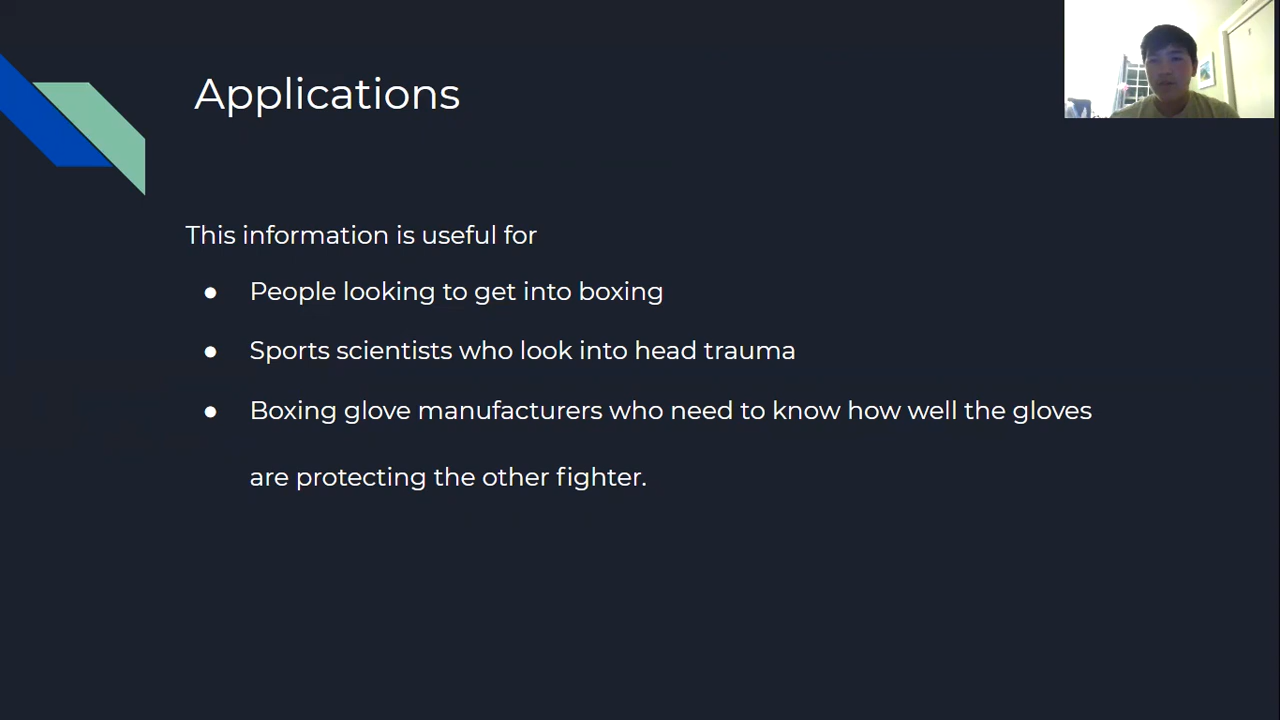 Applications
This information is useful for
● People looking to get into boxing
● Sports scientists who look into head trauma
● Boxing glove manufacturers who need to know how well the gloves
are protecting the other fighter.